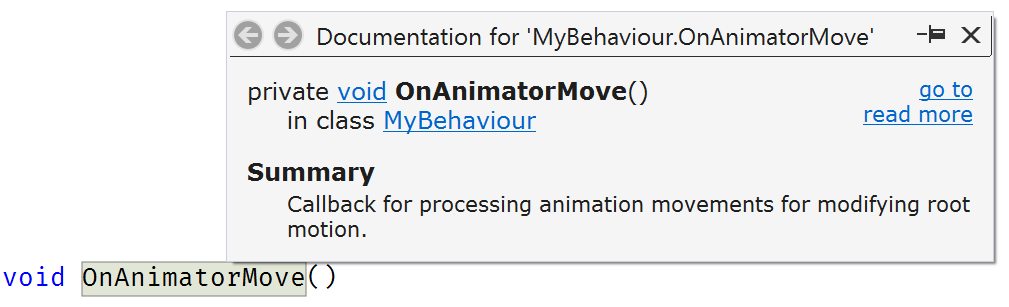 Documentation for 'MyBehaviour.OnAnimatorMove'
private void OnAnimatorMove()
go to
in class MyBehaviour
read more
Summary
Callback for processing animation movements for modifying root
motion.
void OnAnimatorMove()